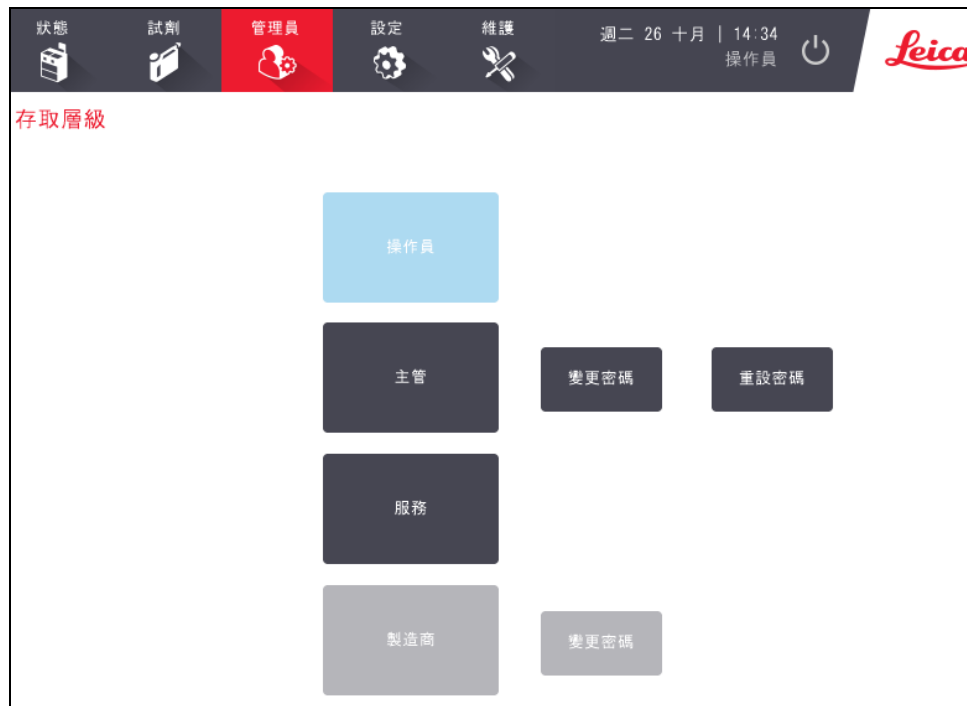 狀態 試劑 管理員 設定 維護 週二 26 十月 | 14:34
操作員
Leica
存取層級
操作員
主管 變更密碼 重設密碼
服務
製造商 變更密碼